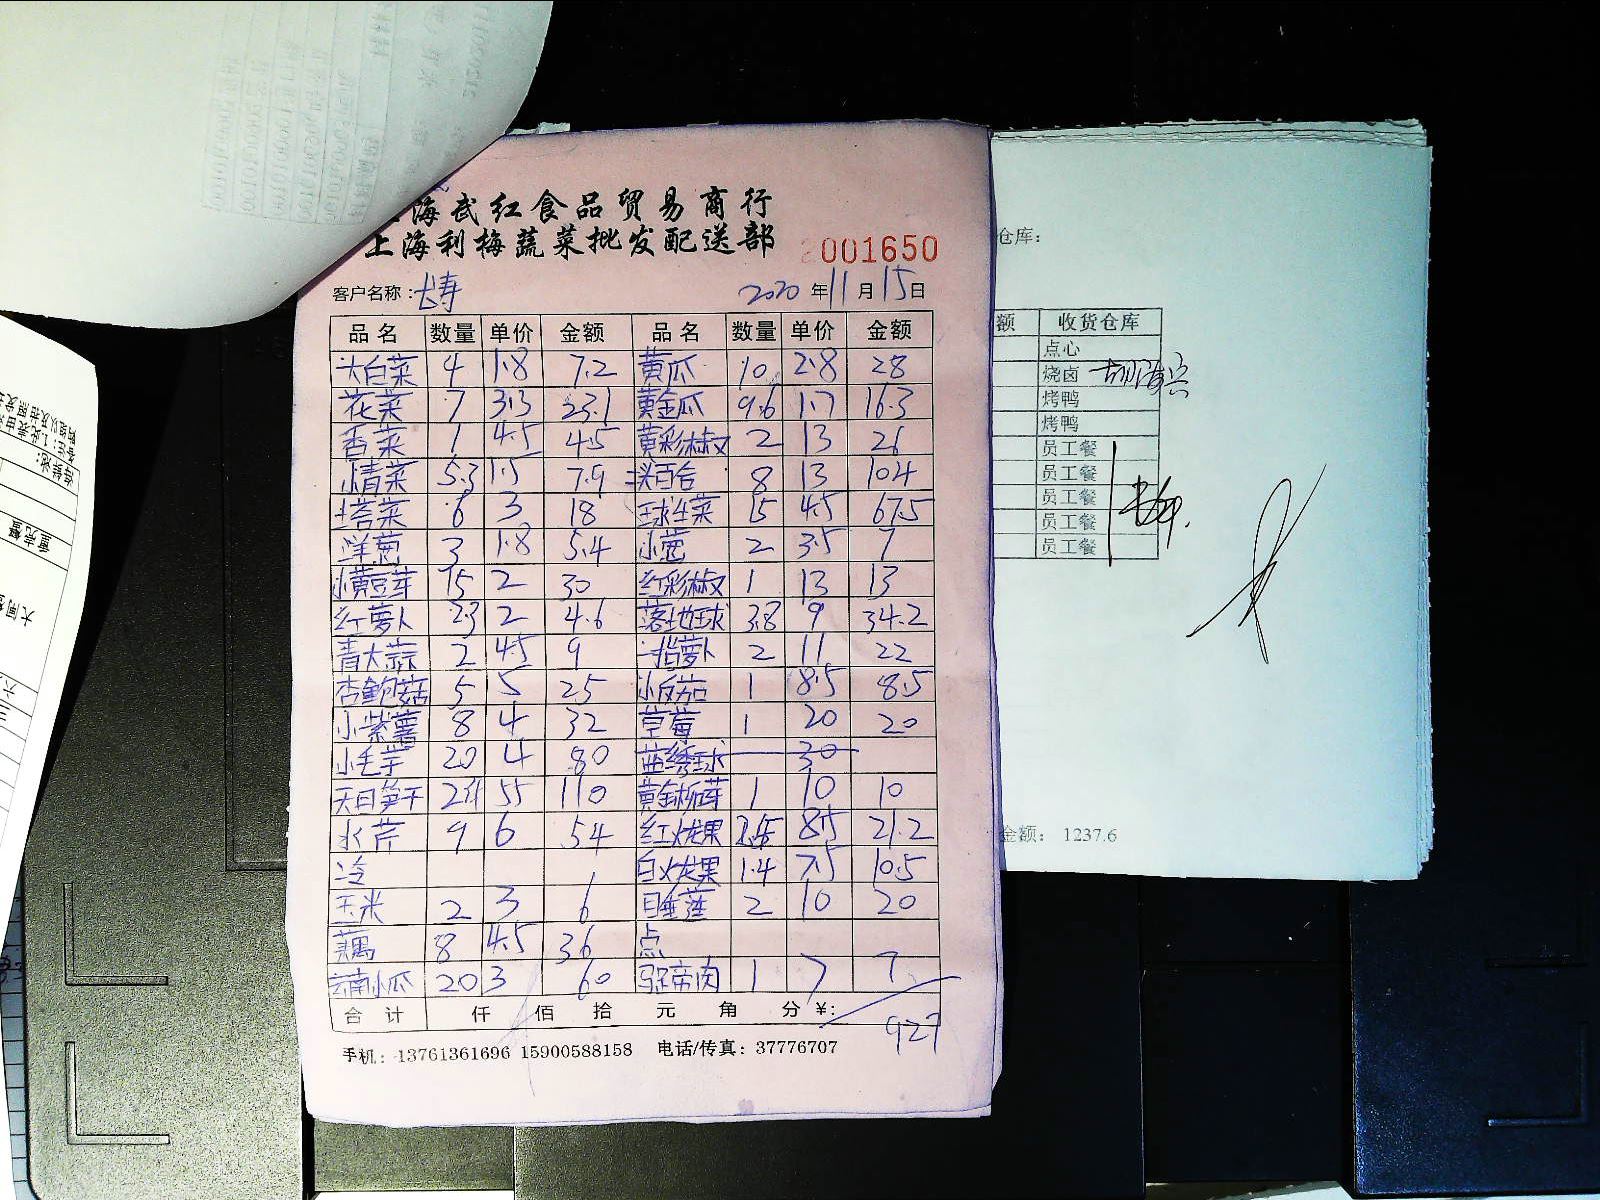 海武红食品贸易商行
上海利梅蔬菜批发配送部
001650
客户名称：
2020年11月15日
品名 数量 单价 金额 品名 数量 单价 金额
大白菜 4 1.8 7.2 黄瓜 10 2.8 28
花菜 7 3.3 23.1 黄金瓜 9.6 1.7 16.3
香菜 1 4.5 4.5 黄彩椒 2 13 26
5.3 1.5 7.9 百合 8 13 104
塔菜 6 3 18 球生菜 15 4.5 67.5
洋葱 3 1.8 5.4 小葱 2 3.5 7
小黄豆芽 15 2 30 红彩椒 1 13 13
红萝卜 2.3 2 4.6 落地球 3.8 9 34.2
青大蒜 2 4.5 9 指萝卜 2 11 22
杏鲍菇 5 5 25 1 8.5 8.5
小紫薯 8 4 32 草莓 1 20 20
小毛芋 20 4 80 蓝绣球 30
天目笋干 2 55 110 1 10 10
水芹 9 6 54 红火龙果 2.5 8.5 21.2
冷 白火龙果 1.4 7.5 10.5
玉米 2 3 6 睡莲 2 10 20
藕 8 4.5 36 点
云南小瓜 20 3 60 马蹄肉 1 7 7
合计 仟 佰 拾 元 角 分 ¥:
927
手机：13761361696 15900588158 电话/传真：37776707
仓库：
额 收货仓库
点心
烧卤
烤鸭
烤鸭
员工餐
员工餐
员工餐
员工餐
员工餐
金额： 1237.6